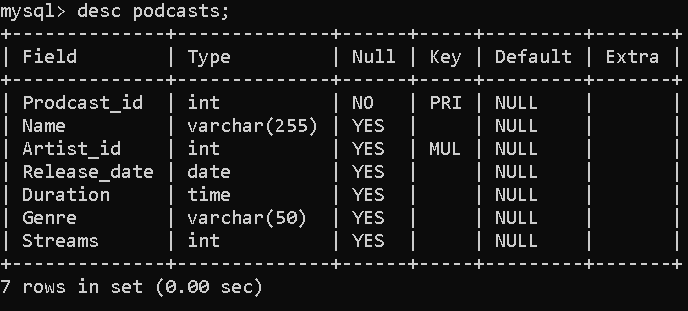 mysql> desc podcasts;
+--------------+--------------+------+-----+---------+-------+
| Field        | Type         | Null | Key | Default | Extra |
+--------------+--------------+------+-----+---------+-------+
| Prodcast_id  | int          | NO   | PRI | NULL    |       |
| Name         | varchar(255) | YES  |     | NULL    |       |
| Artist_id    | int          | YES  | MUL | NULL    |       |
| Release_date | date         | YES  |     | NULL    |       |
| Duration     | time         | YES  |     | NULL    |       |
| Genre        | varchar(50)  | YES  |     | NULL    |       |
| Streams      | int          | YES  |     | NULL    |       |
+--------------+--------------+------+-----+---------+-------+
7 rows in set (0.00 sec)